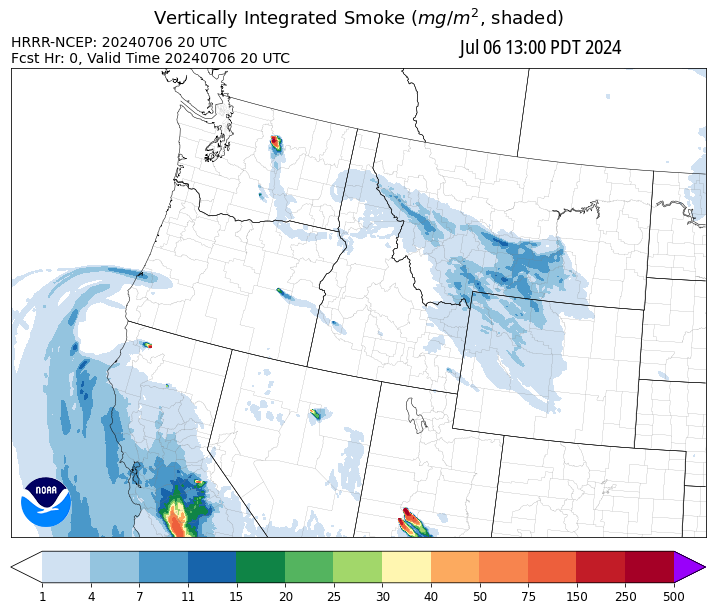 Vertically Integrated Smoke (mg/m², shaded)
HRRR-NCEP: 20240706 20 UTC
Jul 06 13:00 PDT 2024
Fcst Hr: 0, Valid Time 20240706 20 UTC
NOAA
1 4 7 11 15 20 25 30 40 50 75 150 250 500